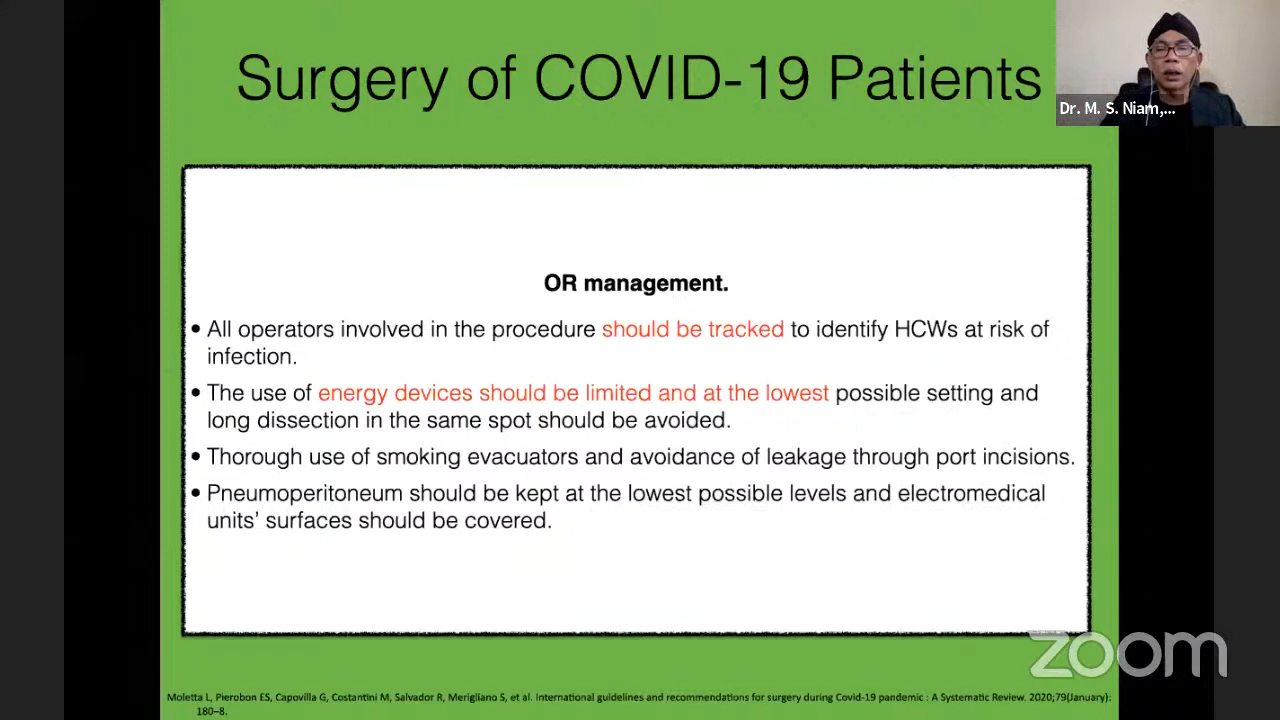 Surgery of COVID-19 Patients
Dr. M. S. Niam,...
OR management.
• All operators involved in the procedure should be tracked to identify HCWs at risk of
infection.
• The use of energy devices should be limited and at the lowest possible setting and
long dissection in the same spot should be avoided.
• Thorough use of smoking evacuators and avoidance of leakage through port incisions.
• Pneumoperitoneum should be kept at the lowest possible levels and electromedical
units’ surfaces should be covered.
zoom
Moletta L, Pierobon ES, Capovilla G, Costantini M, Salvador R, Merigliano S, et al. International guidelines and recommendations for surgery during Covid-19 pandemic : A Systematic Review. 2020;79(January):
180–8.